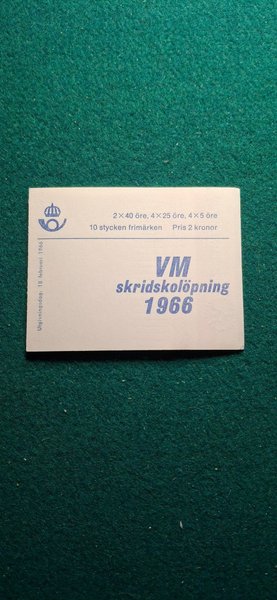 2×40 öre, 4×25 öre, 4×5 öre
10 stycken frimärken Pris 2 kronor
VM
skridskolöpning
1966
Utgivningsdag: 18 februari 1966